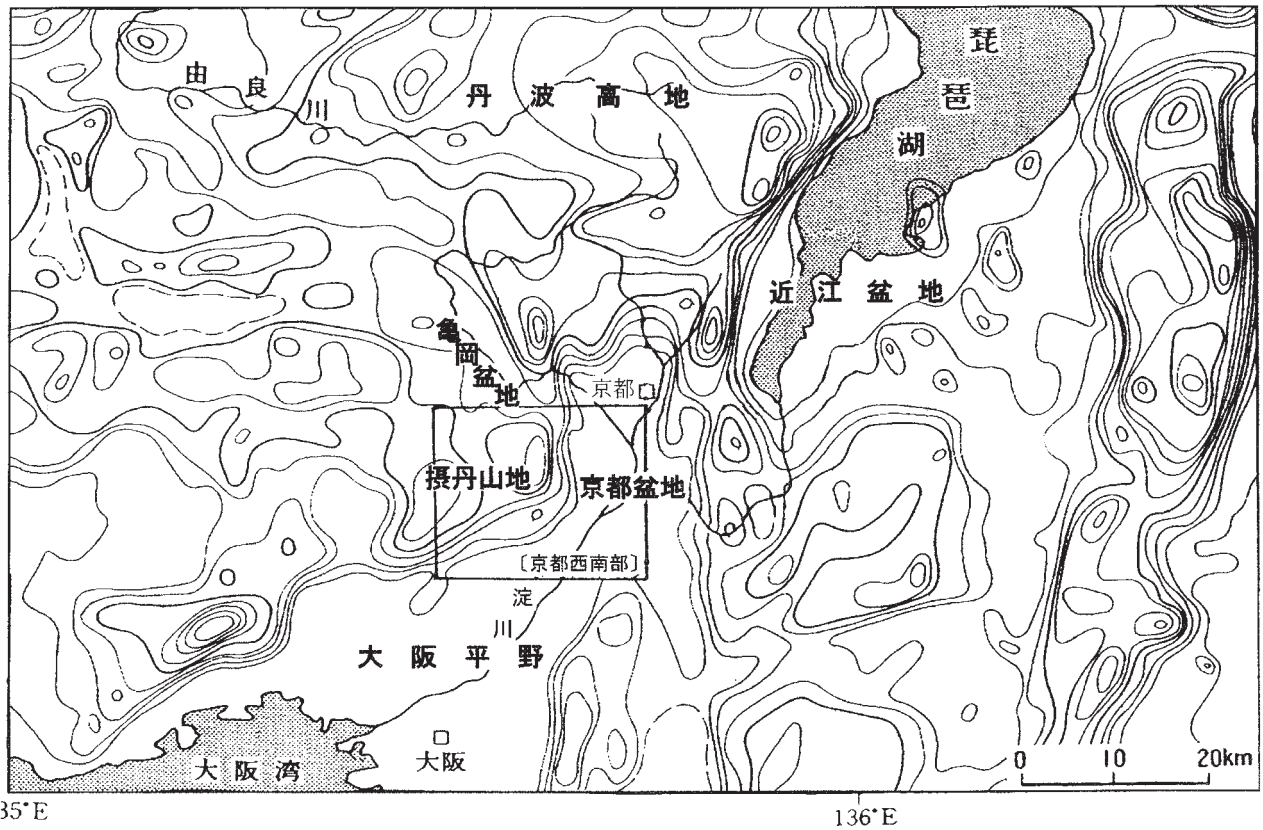 琵琶湖
由良川
丹波高地
近江盆地
亀岡盆地
京都
摂丹山地
京都盆地
〔京都西南部〕
淀川
大阪平野
大阪
大阪湾
0 10 20km
35°E
136°E